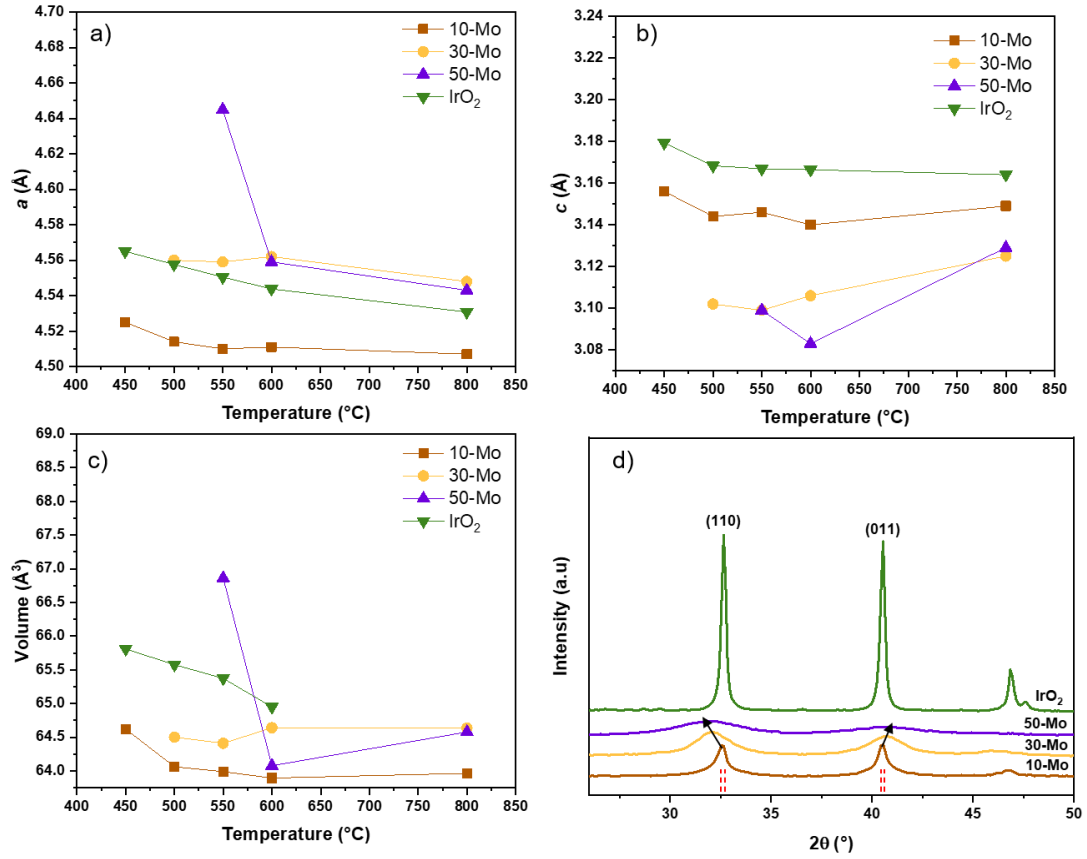 a)
10-Mo
30-Mo
50-Mo
IrO₂
4.70
4.68
4.66
4.64
4.62
4.60
4.58
4.56
4.54
4.52
4.50
a (Å)
400 450 500 550 600 650 700 750 800 850
Temperature (°C)
b)
10-Mo
30-Mo
50-Mo
IrO₂
3.24
3.22
3.20
3.18
3.16
3.14
3.12
3.10
3.08
c (Å)
400 450 500 550 600 650 700 750 800 850
Temperature (°C)
c)
10-Mo
30-Mo
50-Mo
IrO₂
69.0
68.5
68.0
67.5
67.0
66.5
66.0
65.5
65.0
64.5
64.0
Volume (Å³)
400 450 500 550 600 650 700 750 800 850
Temperature (°C)
d)
(110)
(011)
IrO₂
50-Mo
30-Mo
10-Mo
Intensity (a.u)
30 35 40 45 50
2θ (°)